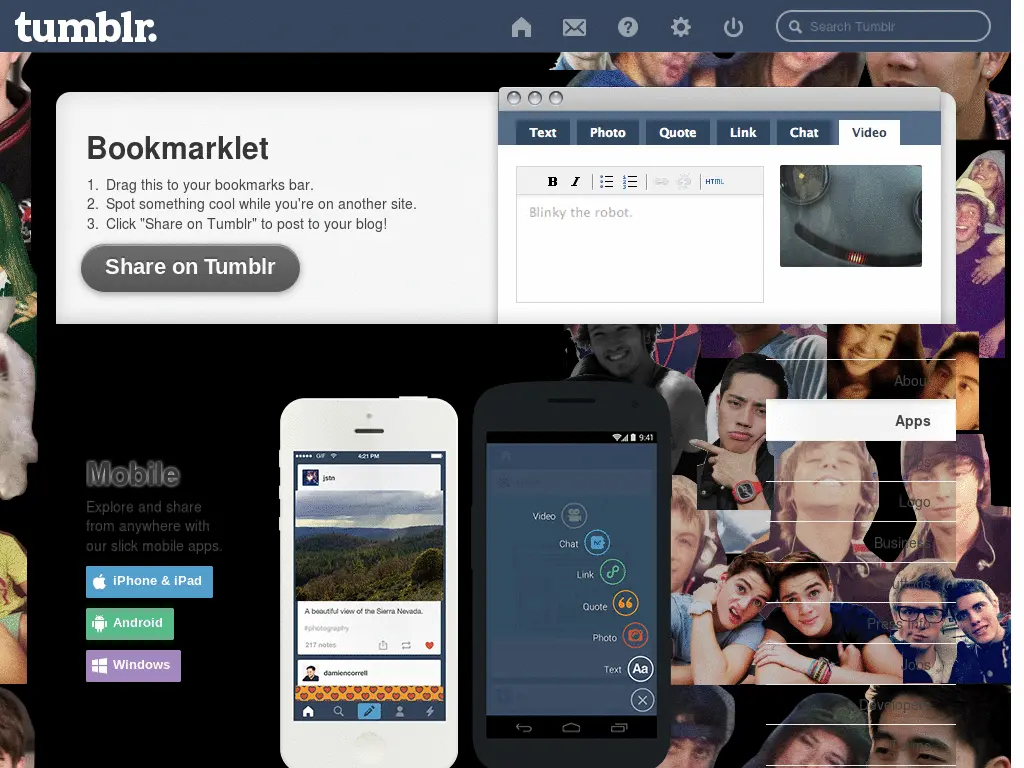 tumblr.
Search Tumblr
Bookmarklet
1. Drag this to your bookmarks bar.
2. Spot something cool while you're on another site.
3. Click "Share on Tumblr" to post to your blog!
Share on Tumblr
Text Photo Quote Link Chat Video
B I HTML
Blinky the robot.
Mobile
Explore and share
from anywhere with
our slick mobile apps.
iPhone & iPad
Android
Windows
GIF 4:21 PM
jstn
A beautiful view of the Sierra Nevada.
#photography
219 notes
damiencorrell
9:41
Video
Chat
Link
Quote
Photo
Text Aa
About
Apps
Logo
Business
Press Info
Jobs
Developers